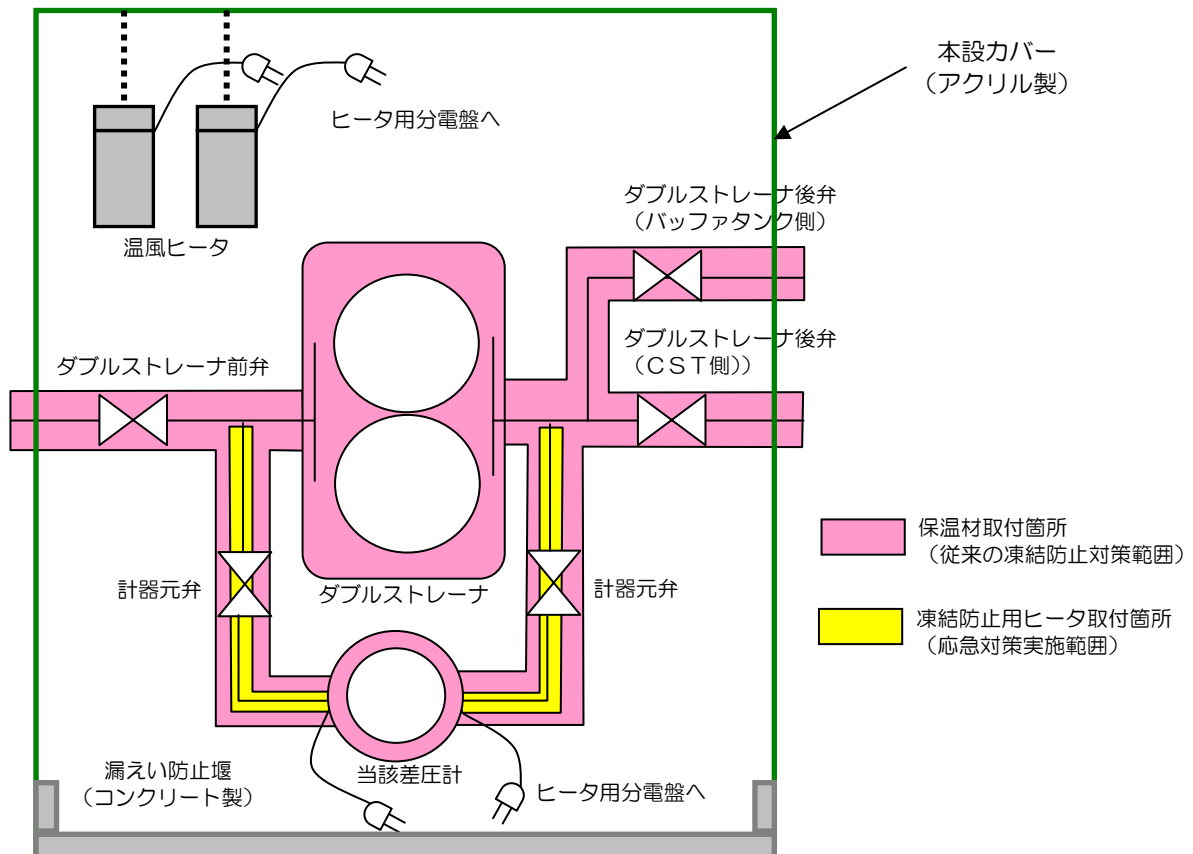 本設カバー
（アクリル製）
ヒータ用分電盤へ
温風ヒータ
ダブルストレーナ後弁
（バッファタンク側）
ダブルストレーナ前弁
ダブルストレーナ後弁
（ＣＳＴ側））
保温材取付箇所
（従来の凍結防止対策範囲）
計器元弁
ダブルストレーナ
計器元弁
凍結防止用ヒータ取付箇所
（応急対策実施範囲）
漏えい防止堰
（コンクリート製）
当該差圧計
ヒータ用分電盤へ